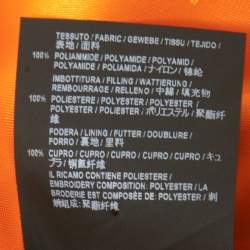 TESSUTO / FABRIC / GEWEBE / TISSU / TEJIDO /
表地 / 面料
100% POLIAMMIDE / POLYAMIDE / POLYAMID /
POLYAMIDE / POLIAMIDA / ナイロン / 锦纶
IMBOTTITURA / FILLING / WATTIERUNG /
REMBOURRAGE / RELLENO / 中綿 / 填充物
100% POLIESTERE / POLYESTER / POLYESTER /
POLYESTER / POLIESTER / ポリエステル / 聚酯纤
维
FODERA / LINING / FUTTER / DOUBLURE /
FORRO / 裏地 / 里料
100% CUPRO / CUPRO / CUPRO / CUPRO / CUPRO / キュ
プラ / 铜氨纤维
IL RICAMO CONTIENE POLIESTERE /
EMBROIDERY COMPOSITION: POLYESTER /
BRODERIE EST COMPOSÉE DE POLYESTER / 刺
组成: 聚酯纤维